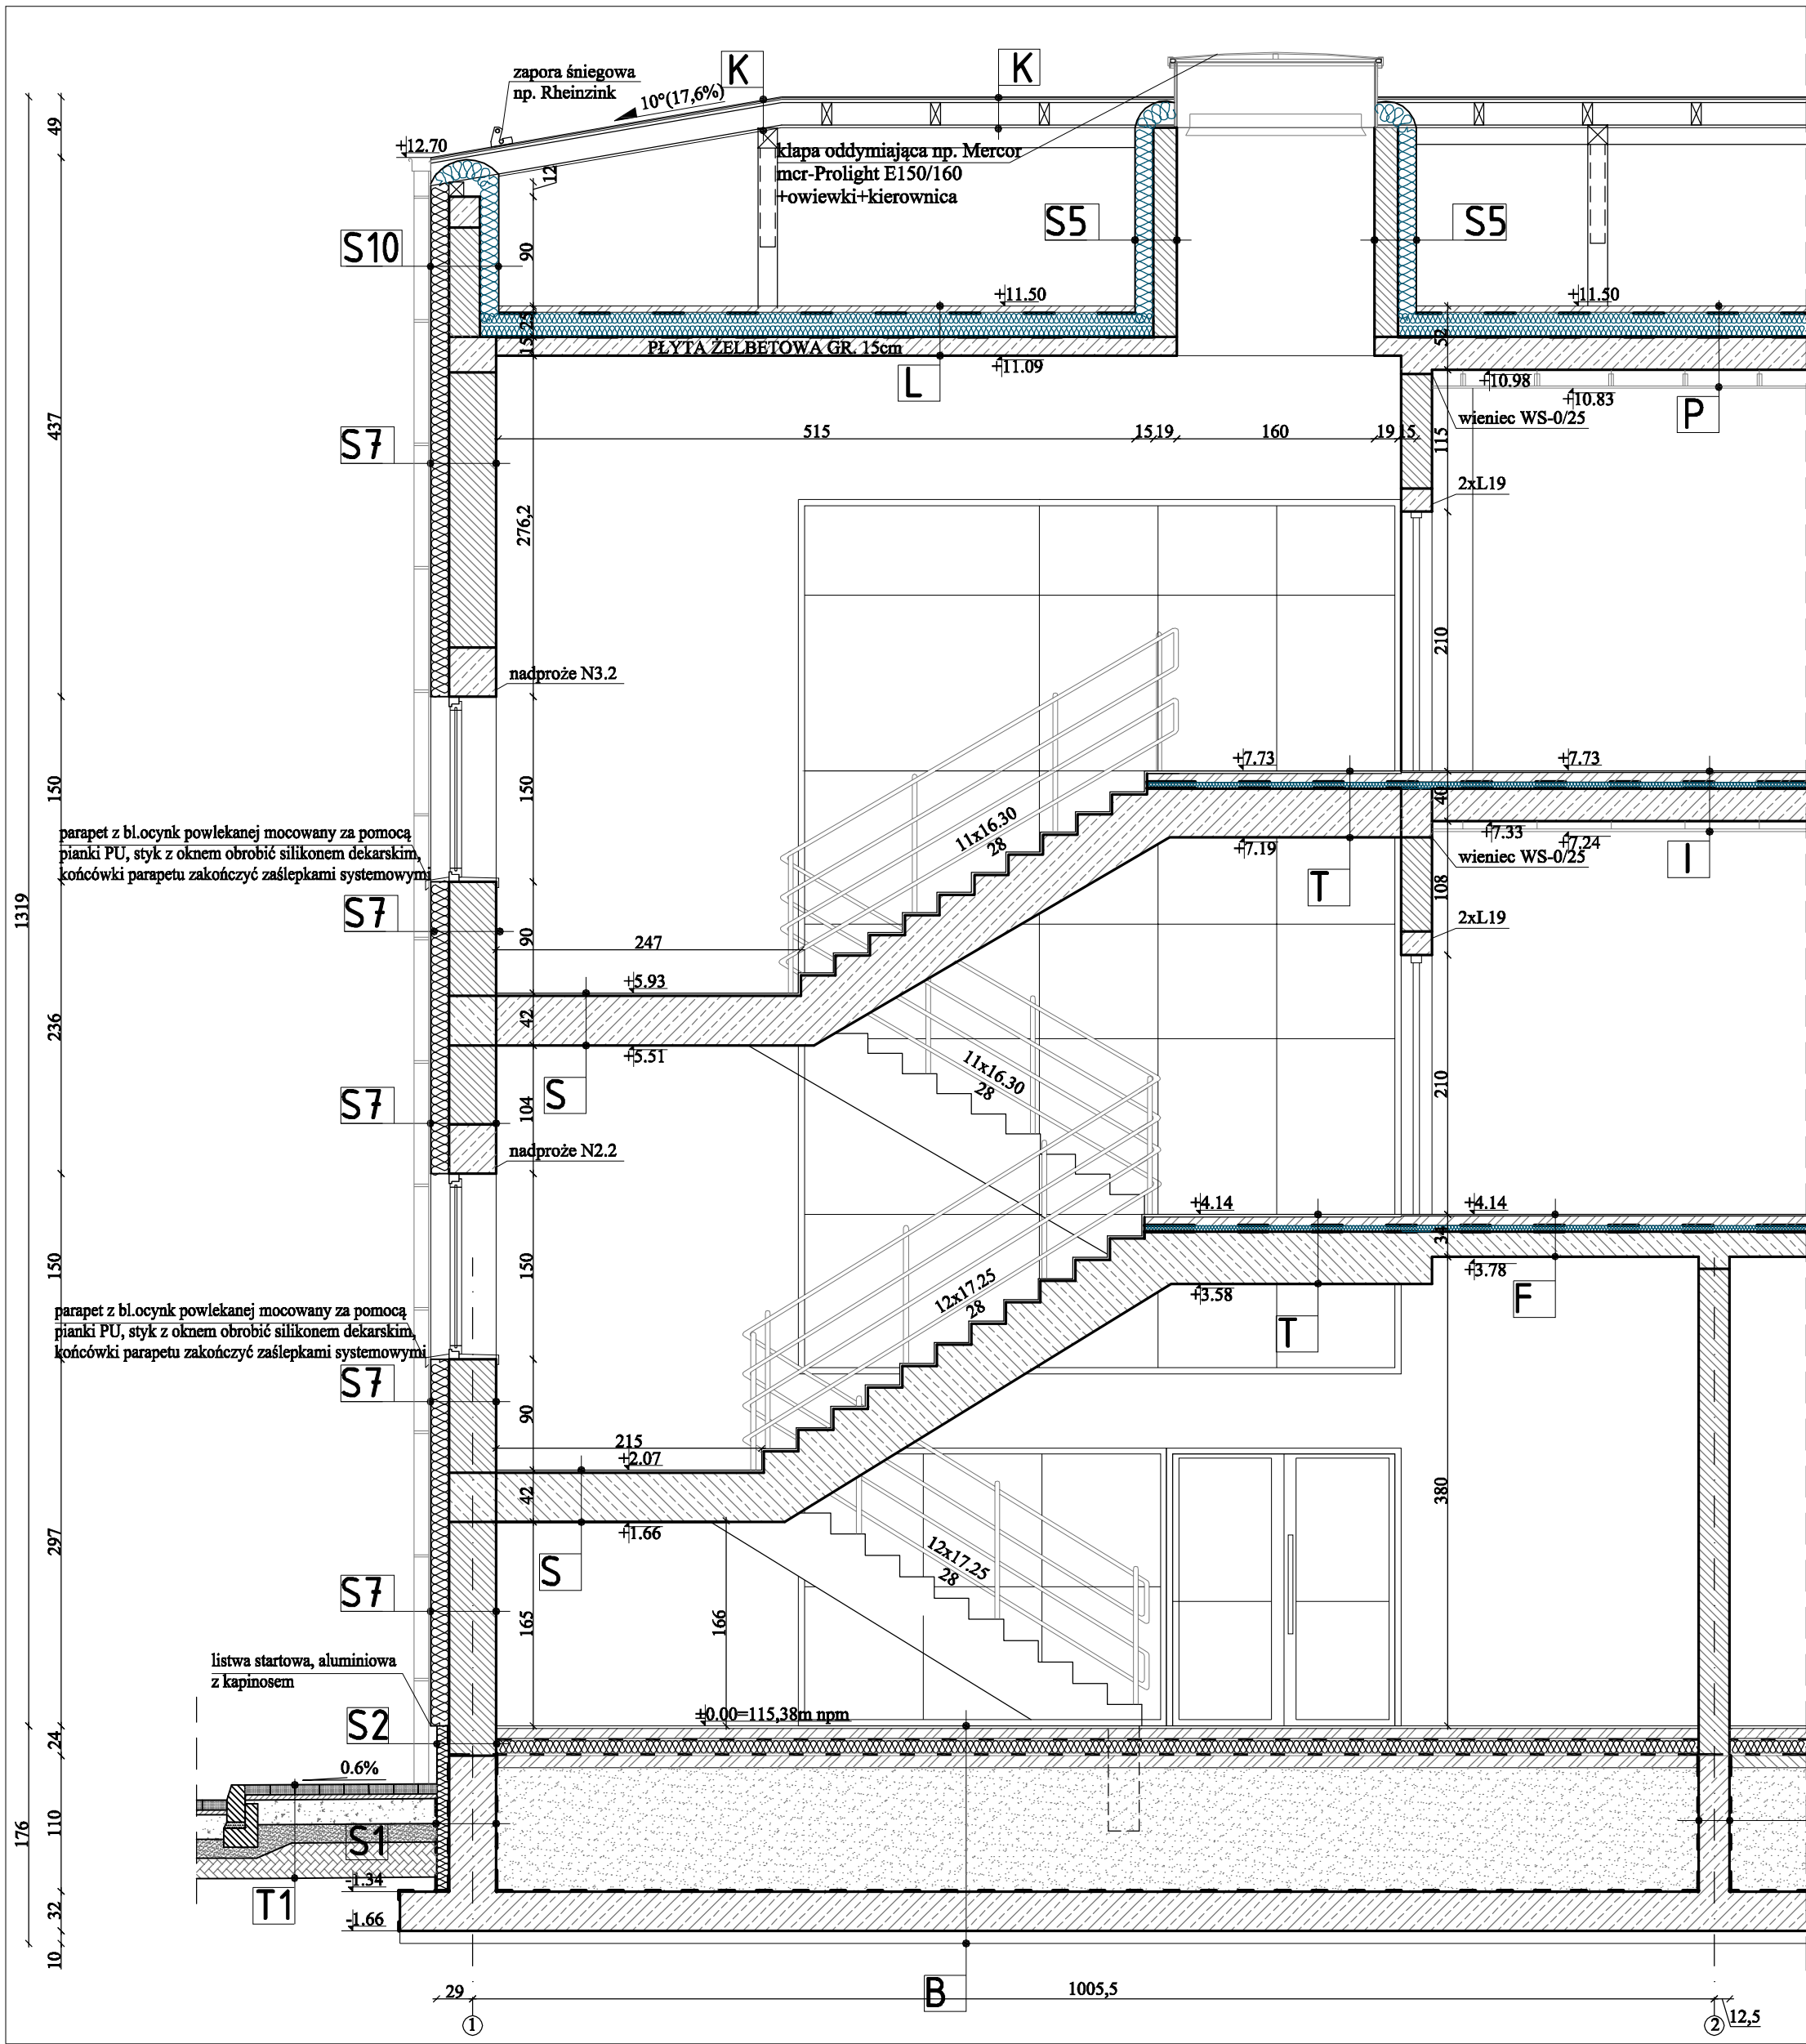 zapora śniegowa
np. Rheinzink
K
K
10°(17,6%)
49
+12.70
12
klapa oddymiająca np. Mercor
mcr-Prolight E150/160
+owiewki+kierownica
S10
S5
S5
90
+11.50
+11.50
15
25
52
PŁYTA ŻELBETOWA GR. 15cm
+11.09
L
+10.98
+10.83
P
wieniec WS-0/25
437
S7
515
15
19
160
19
15
115
2xL19
276,2
210
nadproże N3.2
150
150
+7.73
+7.73
40
parapet z bl.ocynk powlekanej mocowany za pomocą
pianki PU, styk z oknem obrobić silikonem dekarskim,
końcówki parapetu zakończyć zaślepkami systemowymi
11x16.30
28
+7.33
+7.24
+7.19
wieniec WS-0/25
T
I
1319
S7
108
2xL19
90
247
+5.93
236
42
+5.51
11x16.30
28
210
S
S7
104
nadproże N2.2
+4.14
+4.14
34
150
150
12x17.25
28
+3.78
+3.58
F
T
parapet z bl.ocynk powlekanej mocowany za pomocą
pianki PU, styk z oknem obrobić silikonem dekarskim,
końcówki parapetu zakończyć zaślepkami systemowymi
S7
90
215
+2.07
42
380
+1.66
297
S
12x17.25
28
S7
165
166
listwa startowa, aluminiowa
z kapinosem
±0.00=115,38m npm
S2
24
0.6%
176
110
S1
-1.34
T1
32
-1.66
10
B
29
1005,5
12,5
1
2